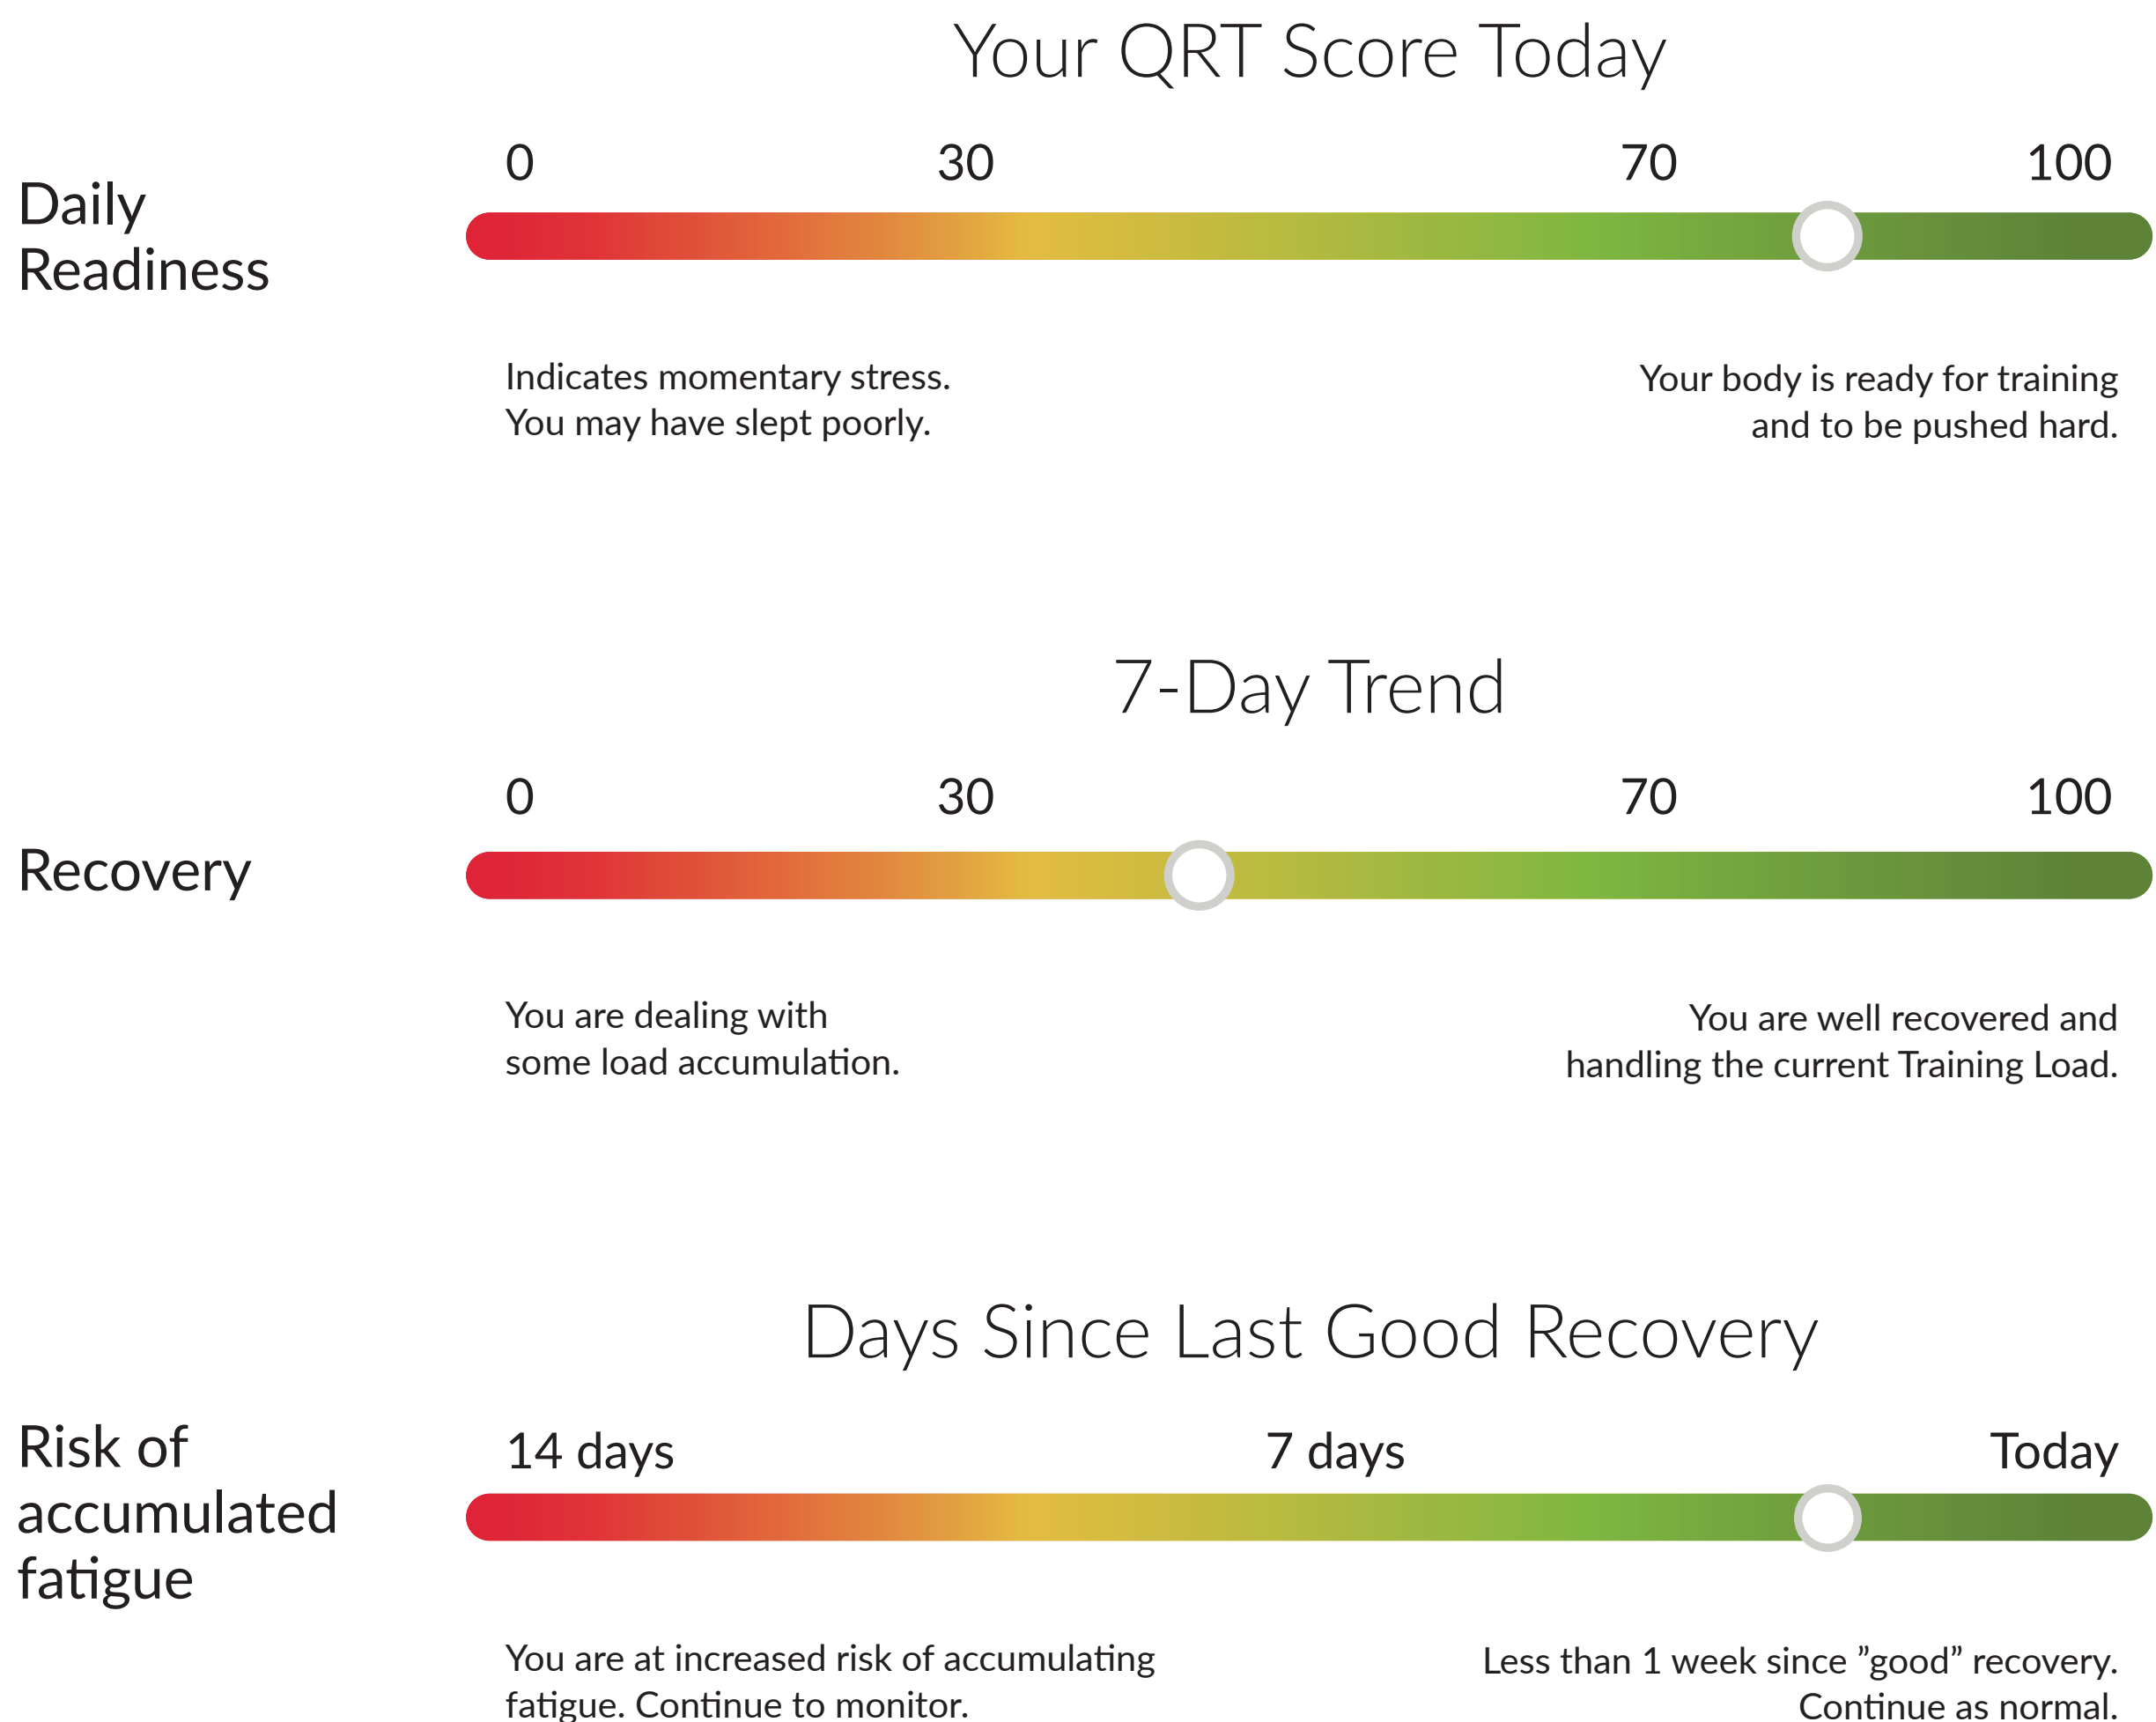 Your QRT Score Today
0 30 70 100
Daily
Readiness
Indicates momentary stress.
You may have slept poorly.
Your body is ready for training
and to be pushed hard.
7-Day Trend
0 30 70 100
Recovery
You are dealing with
some load accumulation.
You are well recovered and
handling the current Training Load.
Days Since Last Good Recovery
14 days 7 days Today
Risk of
accumulated
fatigue
You are at increased risk of accumulating
fatigue. Continue to monitor.
Less than 1 week since ”good” recovery.
Continue as normal.